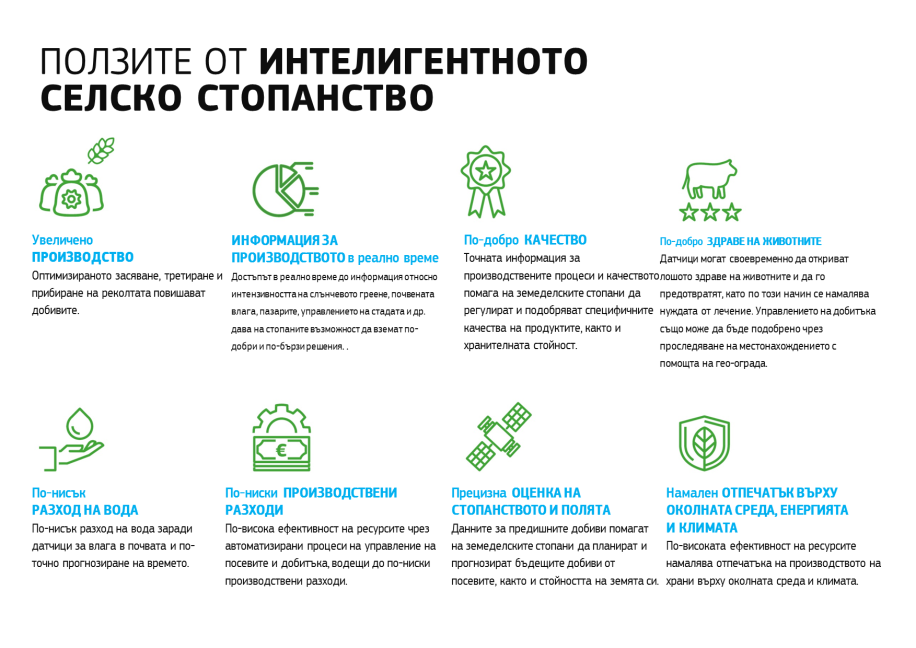 ПОЛЗИТЕ ОТ ИНТЕЛИГЕНТНОТО
СЕЛСКО СТОПАНСТВО
Увеличено
ПРОИЗВОДСТВО
Оптимизираното засяване, третиране и
прибиране на реколтата повишават
добивите.
ИНФОРМАЦИЯ ЗА
ПРОИЗВОДСТВОТО в реално време
Достъпът в реално време до информация относно
интензивността на слънчевото греене, почвената
влага, пазарите, управлението на стадата и др.
дава на стопаните възможност да вземат по-
добри и по-бързи решения. .
По-добро КАЧЕСТВО
Точната информация за
производствените процеси и качеството
помага на земеделските стопани да
регулират и подобряват специфичните
качества на продуктите, както и
хранителната стойност.
По-добро ЗДРАВЕ НА ЖИВОТНИТЕ
Датчици могат своевременно да откриват
лошото здраве на животните и да го
предотвратят, като по този начин се намалява
нуждата от лечение. Управлението на добитъка
също може да бъде подобрено чрез
проследяване на местонахождението с
помощта на гео-ограда.
По-нисък
РАЗХОД НА ВОДА
По-нисък разход на вода заради
датчици за влага в почвата и по-
точно прогнозиране на времето.
По-ниски ПРОИЗВОДСТВЕНИ
РАЗХОДИ
По-висока ефективност на ресурсите чрез
автоматизирани процеси на управление на
посевите и добитъка, водещи до по-ниски
производствени разходи.
Прецизна ОЦЕНКА НА
СТОПАНСТВОТО И ПОЛЯТА
Данните за предишните добиви помагат
на земеделските стопани да планират и
прогнозират бъдещите добиви от
посевите, както и стойността на земята си.
Намален ОТПЕЧАТЪК ВЪРХУ
ОКОЛНАТА СРЕДА, ЕНЕРГИЯТА
И КЛИМАТА
По-високата ефективност на ресурсите
намалява отпечатъка на производството на
храни върху околната среда и климата.